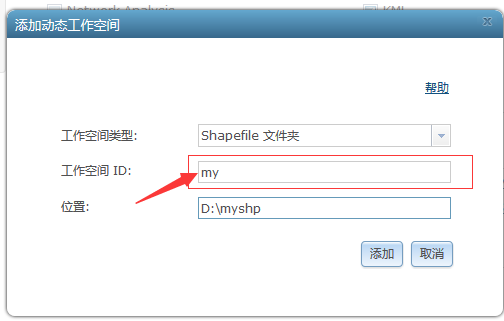 Network Analysis
KML
添加动态工作空间
帮助
工作空间类型:
Shapefile 文件夹
工作空间 ID:
my
位置:
D:\myshp
添加
取消